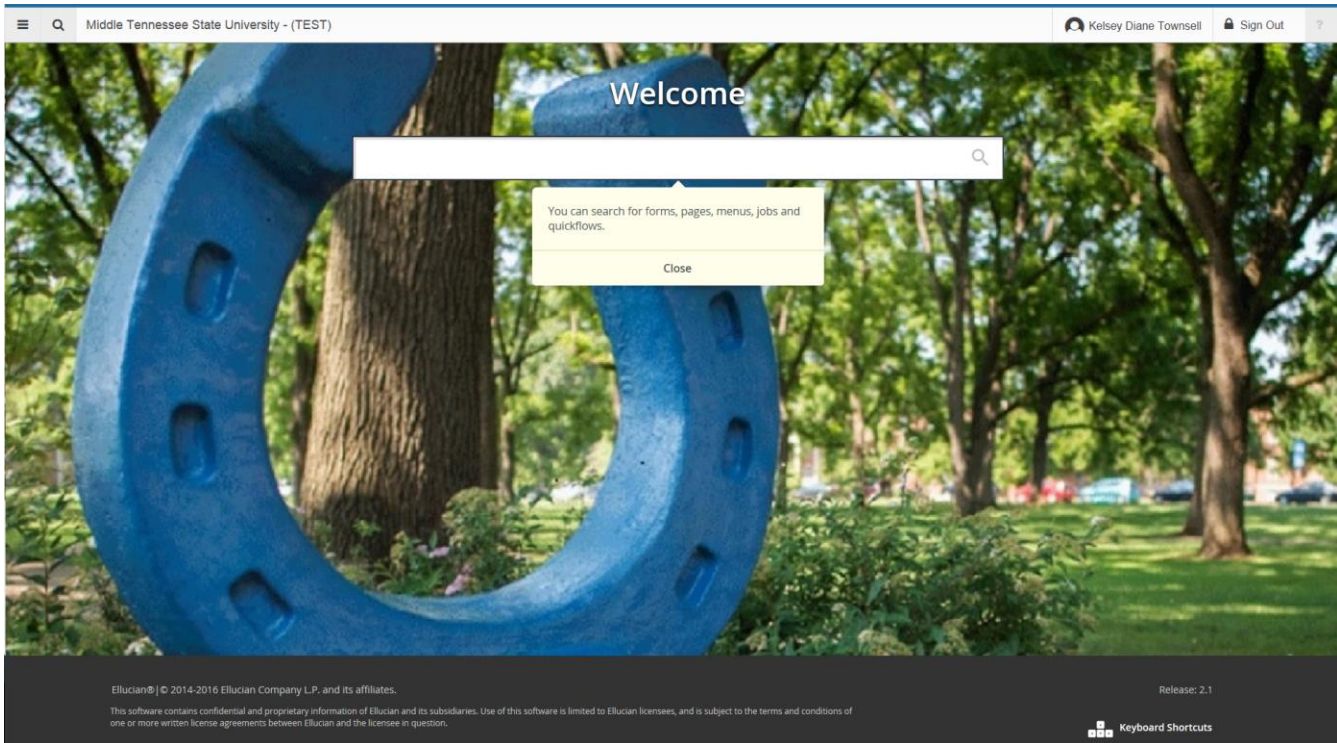 Middle Tennessee State University - (TEST)
Kelsey Diane Townsell
Sign Out
?
Welcome
You can search for forms, pages, menus, jobs and
quickflows.
Close
Ellucian®|© 2014-2016 Ellucian Company L.P. and its affiliates.
Release: 2.1
This software contains confidential and proprietary information of Ellucian and its subsidiaries. Use of this software is limited to Ellucian licensees, and is subject to the terms and conditions of
one or more written license agreements between Ellucian and the licensee in question.
Keyboard Shortcuts